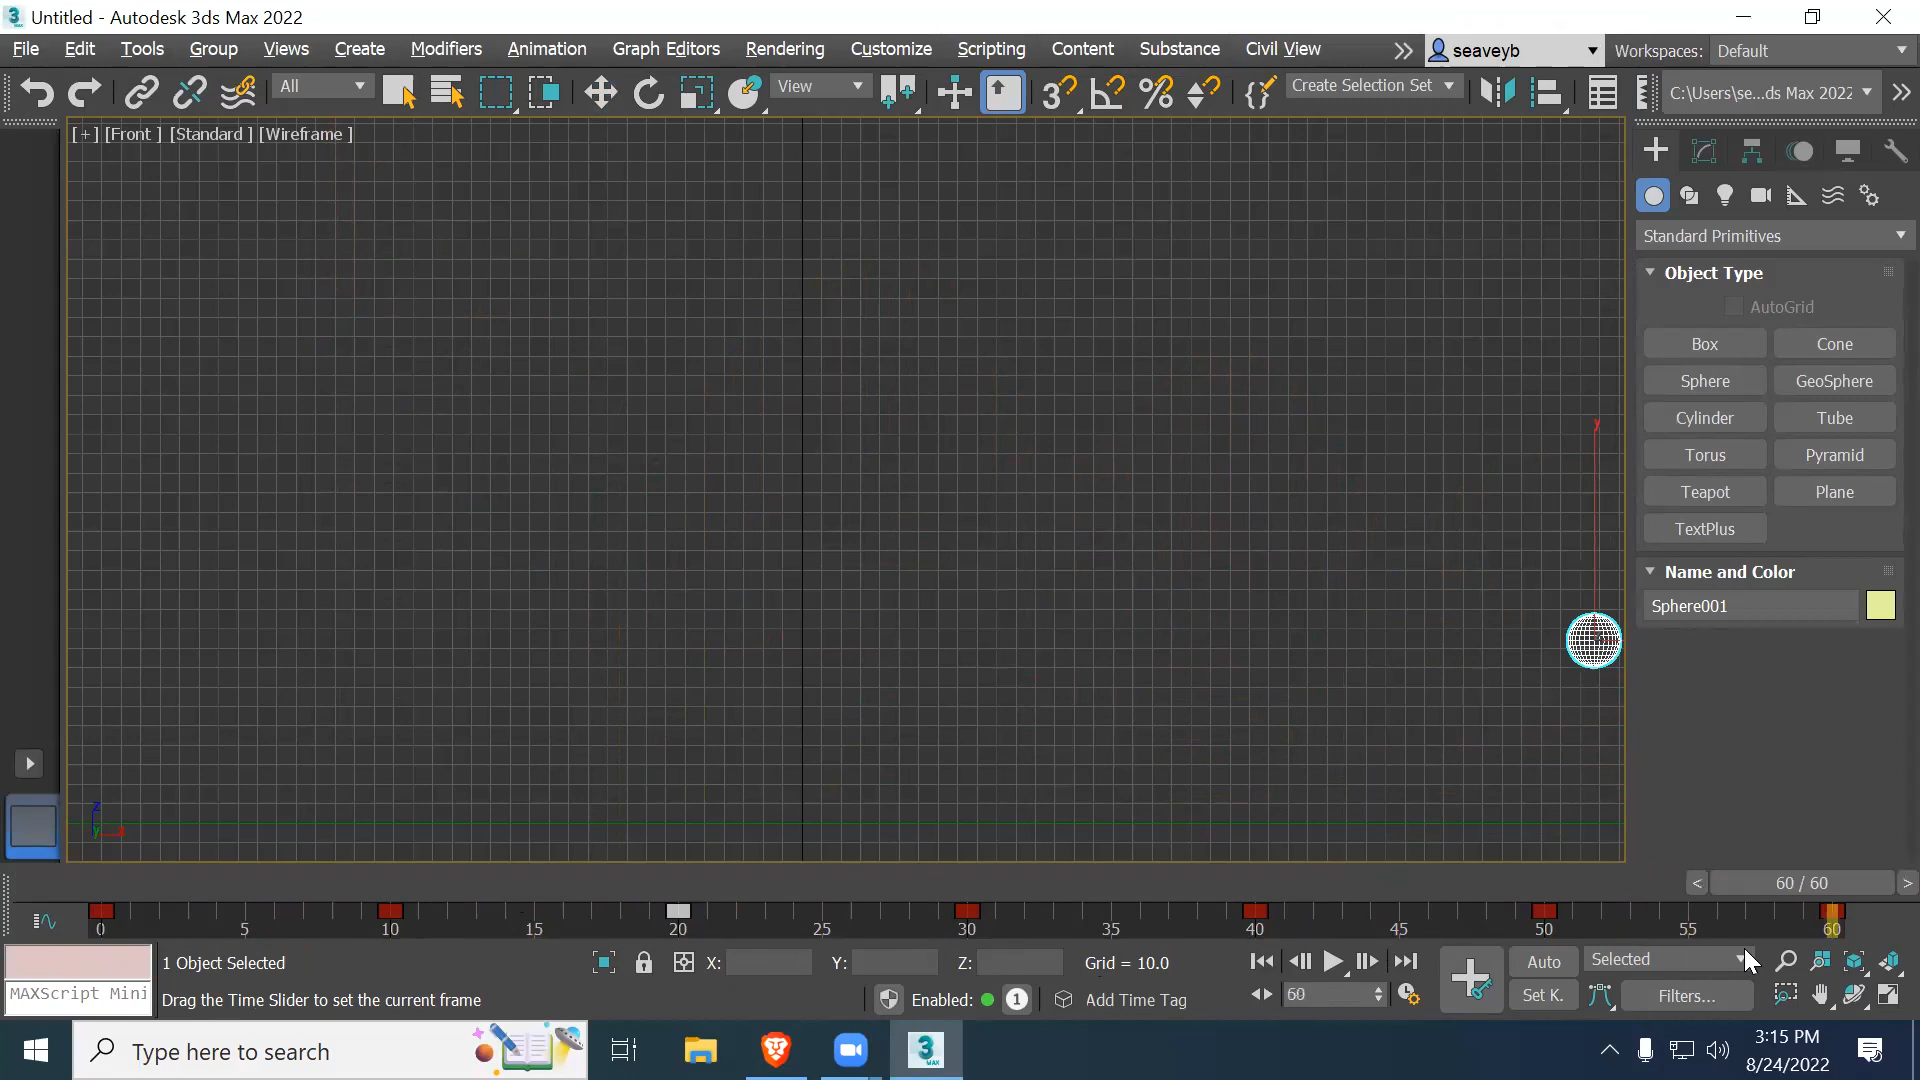 Untitled - Autodesk 3ds Max 2022
File Edit Tools Group Views Create Modifiers Animation Graph Editors Rendering Customize Scripting Content Substance Civil View seaveyb Workspaces: Default
All View Create Selection Set C:\Users\se...ds Max 2022
[ + ] [Front ] [Standard ] [Wireframe ]
Standard Primitives
Object Type
AutoGrid
Box Cone
Sphere GeoSphere
Cylinder Tube
Torus Pyramid
Teapot Plane
TextPlus
Name and Color
Sphere001
y
z
y x
< 60 / 60 >
0 5 10 15 20 25 30 35 40 45 50 55 60
1 Object Selected X: Y: Z: Grid = 10.0 Auto Selected
MAXScript Mini Drag the Time Slider to set the current frame Enabled: 1 Add Time Tag 60 Set K. Filters...
Type here to search
3:15 PM
8/24/2022